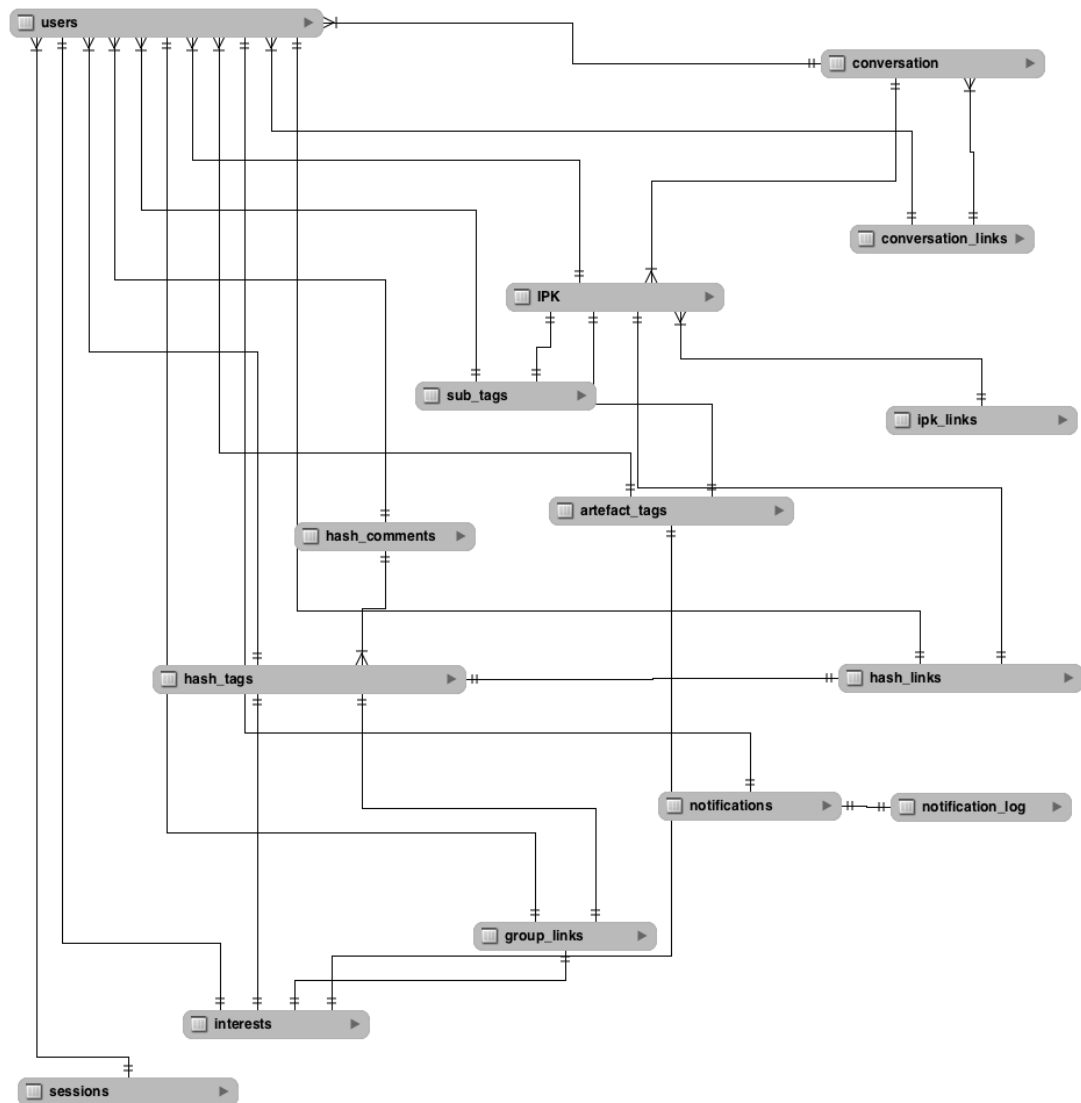 users
conversation
conversation_links
IPK
sub_tags
ipk_links
artefact_tags
hash_comments
hash_tags
hash_links
notifications
notification_log
group_links
interests
sessions